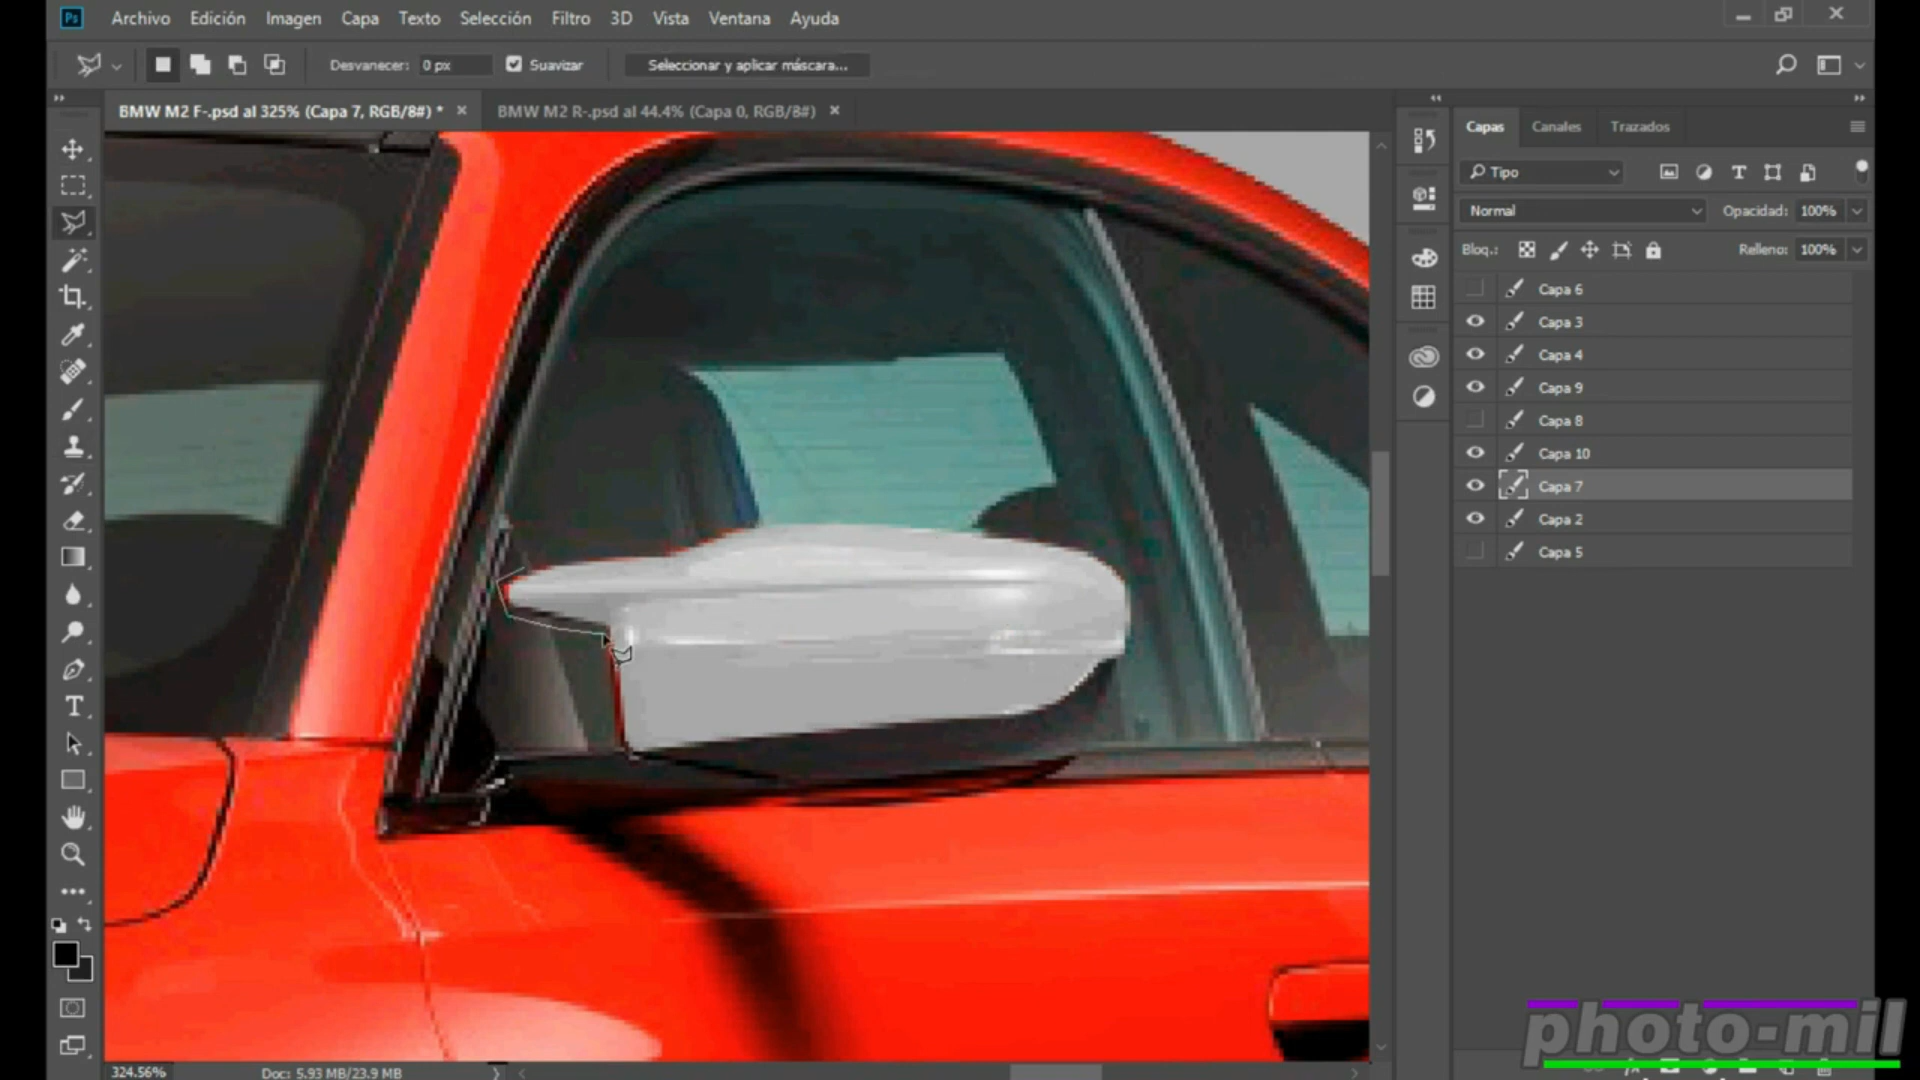 Ps Archivo Edición Imagen Capa Texto Selección Filtro 3D Vista Ventana Ayuda
Desvanecer: 0 px Suavizar Seleccionar y aplicar máscara...
BMW M2 F-.psd al 325% (Capa 7, RGB/8#) * BMW M2 R-.psd al 44.4% (Capa 0, RGB/8#)
Capas Canales Trazados
Tipo
Normal Opacidad: 100%
Bloq.: Relleno: 100%
Capa 6
Capa 3
Capa 4
Capa 9
Capa 8
Capa 10
Capa 7
Capa 2
Capa 5
photo-mil
324.56% Doc: 5.93 MB/23.9 MB